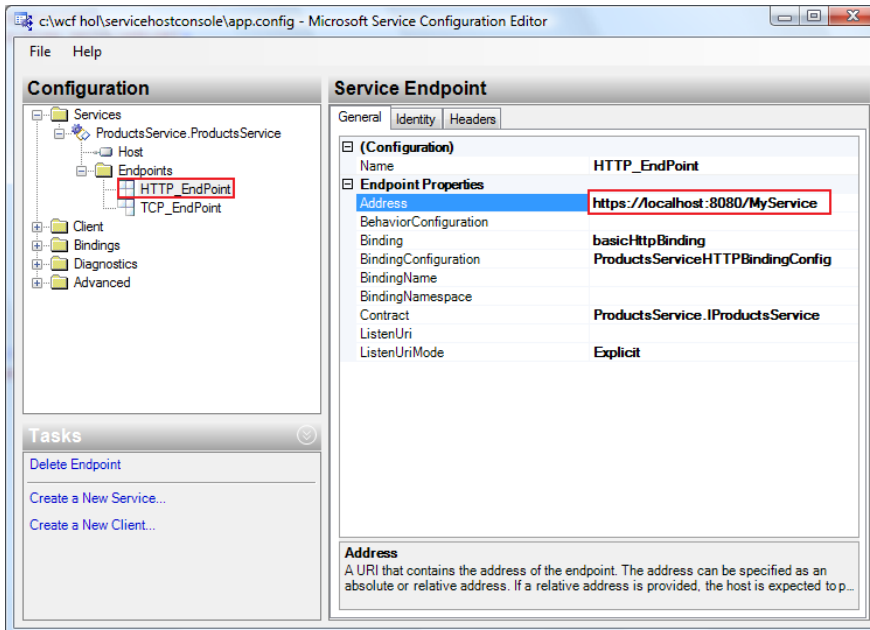 c:\wcf hol\servicehostconsole\app.config - Microsoft Service Configuration Editor
File Help
Configuration
Services
ProductsService.ProductsService
Host
Endpoints
HTTP_EndPoint
TCP_EndPoint
Client
Bindings
Diagnostics
Advanced
Tasks
Delete Endpoint
Create a New Service...
Create a New Client...
Service Endpoint
General Identity Headers
(Configuration)
Name HTTP_EndPoint
Endpoint Properties
Address https://localhost:8080/MyService
BehaviorConfiguration
Binding basicHttpBinding
BindingConfiguration ProductsServiceHTTPBindingConfig
BindingName
BindingNamespace
Contract ProductsService.IProductsService
ListenUri
ListenUriMode Explicit
Address
A URI that contains the address of the endpoint. The address can be specified as an
absolute or relative address. If a relative address is provided, the host is expected to p...